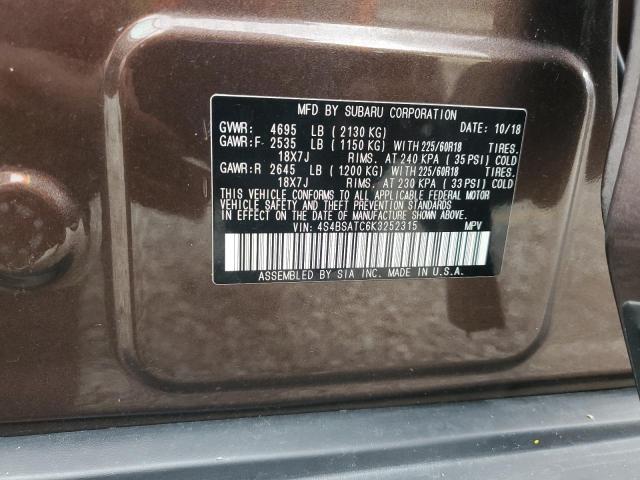 MFD BY SUBARU CORPORATION
GVWR: 4695 LB ( 2130 KG) DATE: 10/18
GAWR:F- 2535 LB ( 1150 KG) WITH 225/60R18 TIRES.
18X7J RIMS. AT 240 KPA ( 35 PSI) COLD
GAWR:R 2645 LB ( 1200 KG) WITH 225/60R18 TIRES.
18X7J RIMS. AT 230 KPA ( 33 PSI) COLD
THIS VEHICLE CONFORMS TO ALL APPLICABLE FEDERAL MOTOR
VEHICLE SAFETY AND THEFT PREVENTION STANDARDS
IN EFFECT ON THE DATE OF MANUFACTURE SHOWN ABOVE.
VIN: 4S4BSATC6K3252315 MPV
ASSEMBLED BY SIA INC. MADE IN U.S.A.